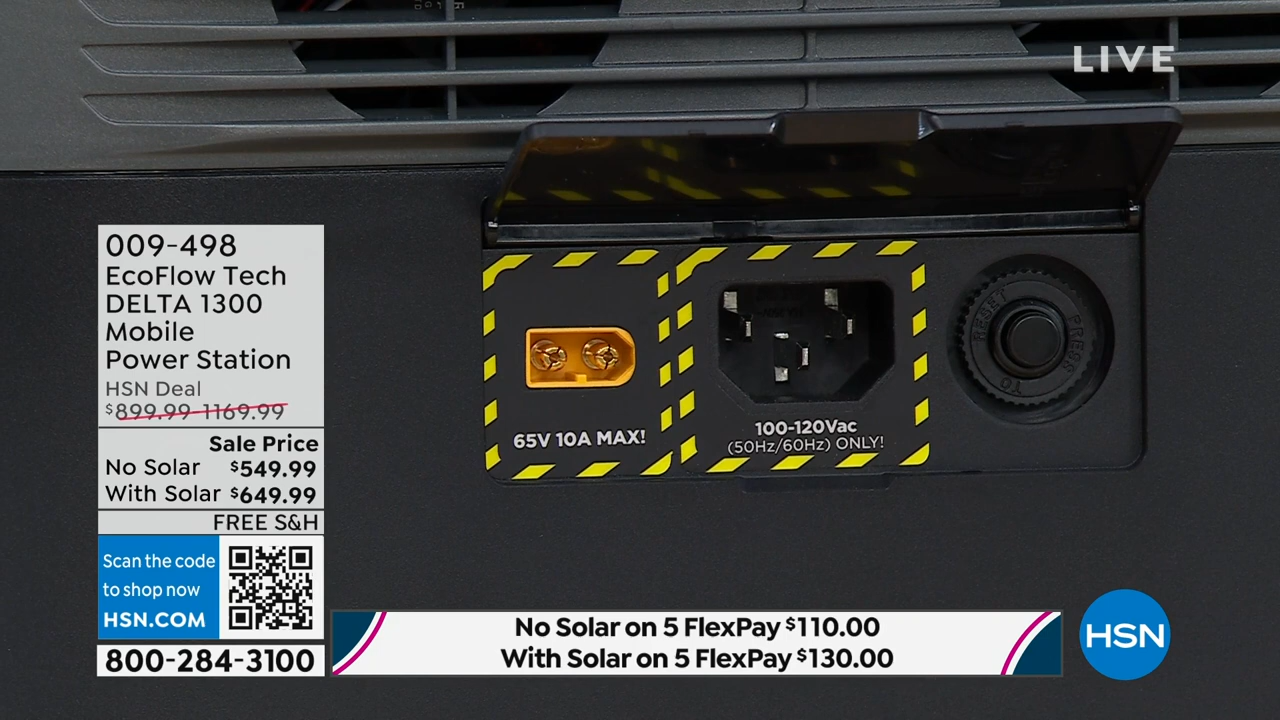 LIVE
009-498
EcoFlow Tech
DELTA 1300
Mobile
Power Station
HSN Deal
$899.99-1169.99
Sale Price
No Solar $549.99
With Solar $649.99
FREE S&H
Scan the code
to shop now
HSN.COM
800-284-3100
65V 10A MAX!
100-120Vac
(50Hz/60Hz) ONLY!
PRESS
TO
RESET
No Solar on 5 FlexPay $110.00
With Solar on 5 FlexPay $130.00
HSN